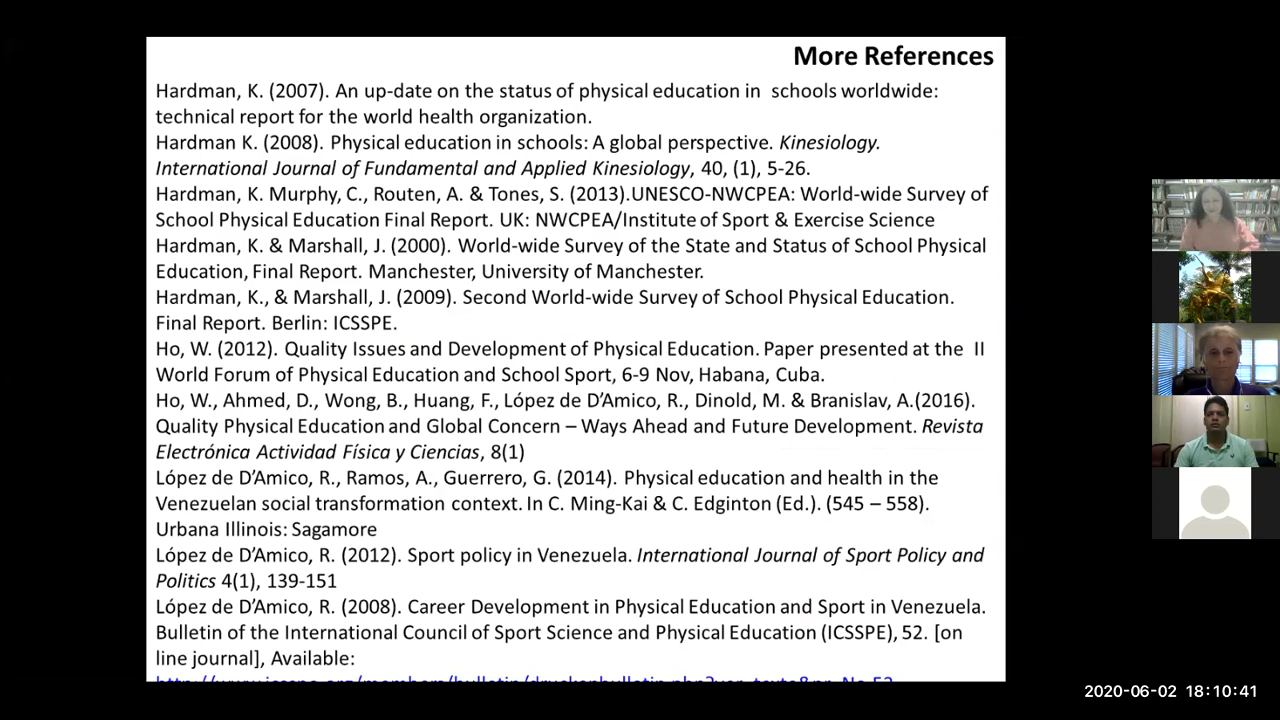 More References
Hardman, K. (2007). An up-date on the status of physical education in schools worldwide:
technical report for the world health organization.
Hardman K. (2008). Physical education in schools: A global perspective. Kinesiology.
International Journal of Fundamental and Applied Kinesiology, 40, (1), 5-26.
Hardman, K. Murphy, C., Routen, A. & Tones, S. (2013).UNESCO-NWCPEA: World-wide Survey of
School Physical Education Final Report. UK: NWCPEA/Institute of Sport & Exercise Science
Hardman, K. & Marshall, J. (2000). World-wide Survey of the State and Status of School Physical
Education, Final Report. Manchester, University of Manchester.
Hardman, K., & Marshall, J. (2009). Second World-wide Survey of School Physical Education.
Final Report. Berlin: ICSSPE.
Ho, W. (2012). Quality Issues and Development of Physical Education. Paper presented at the II
World Forum of Physical Education and School Sport, 6-9 Nov, Habana, Cuba.
Ho, W., Ahmed, D., Wong, B., Huang, F., López de D’Amico, R., Dinold, M. & Branislav, A.(2016).
Quality Physical Education and Global Concern – Ways Ahead and Future Development. Revista
Electrónica Actividad Física y Ciencias, 8(1)
López de D’Amico, R., Ramos, A., Guerrero, G. (2014). Physical education and health in the
Venezuelan social transformation context. In C. Ming-Kai & C. Edginton (Ed.). (545 – 558).
Urbana Illinois: Sagamore
López de D’Amico, R. (2012). Sport policy in Venezuela. International Journal of Sport Policy and
Politics 4(1), 139-151
López de D’Amico, R. (2008). Career Development in Physical Education and Sport in Venezuela.
Bulletin of the International Council of Sport Science and Physical Education (ICSSPE), 52. [on
line journal], Available:
2020-06-02 18:10:41